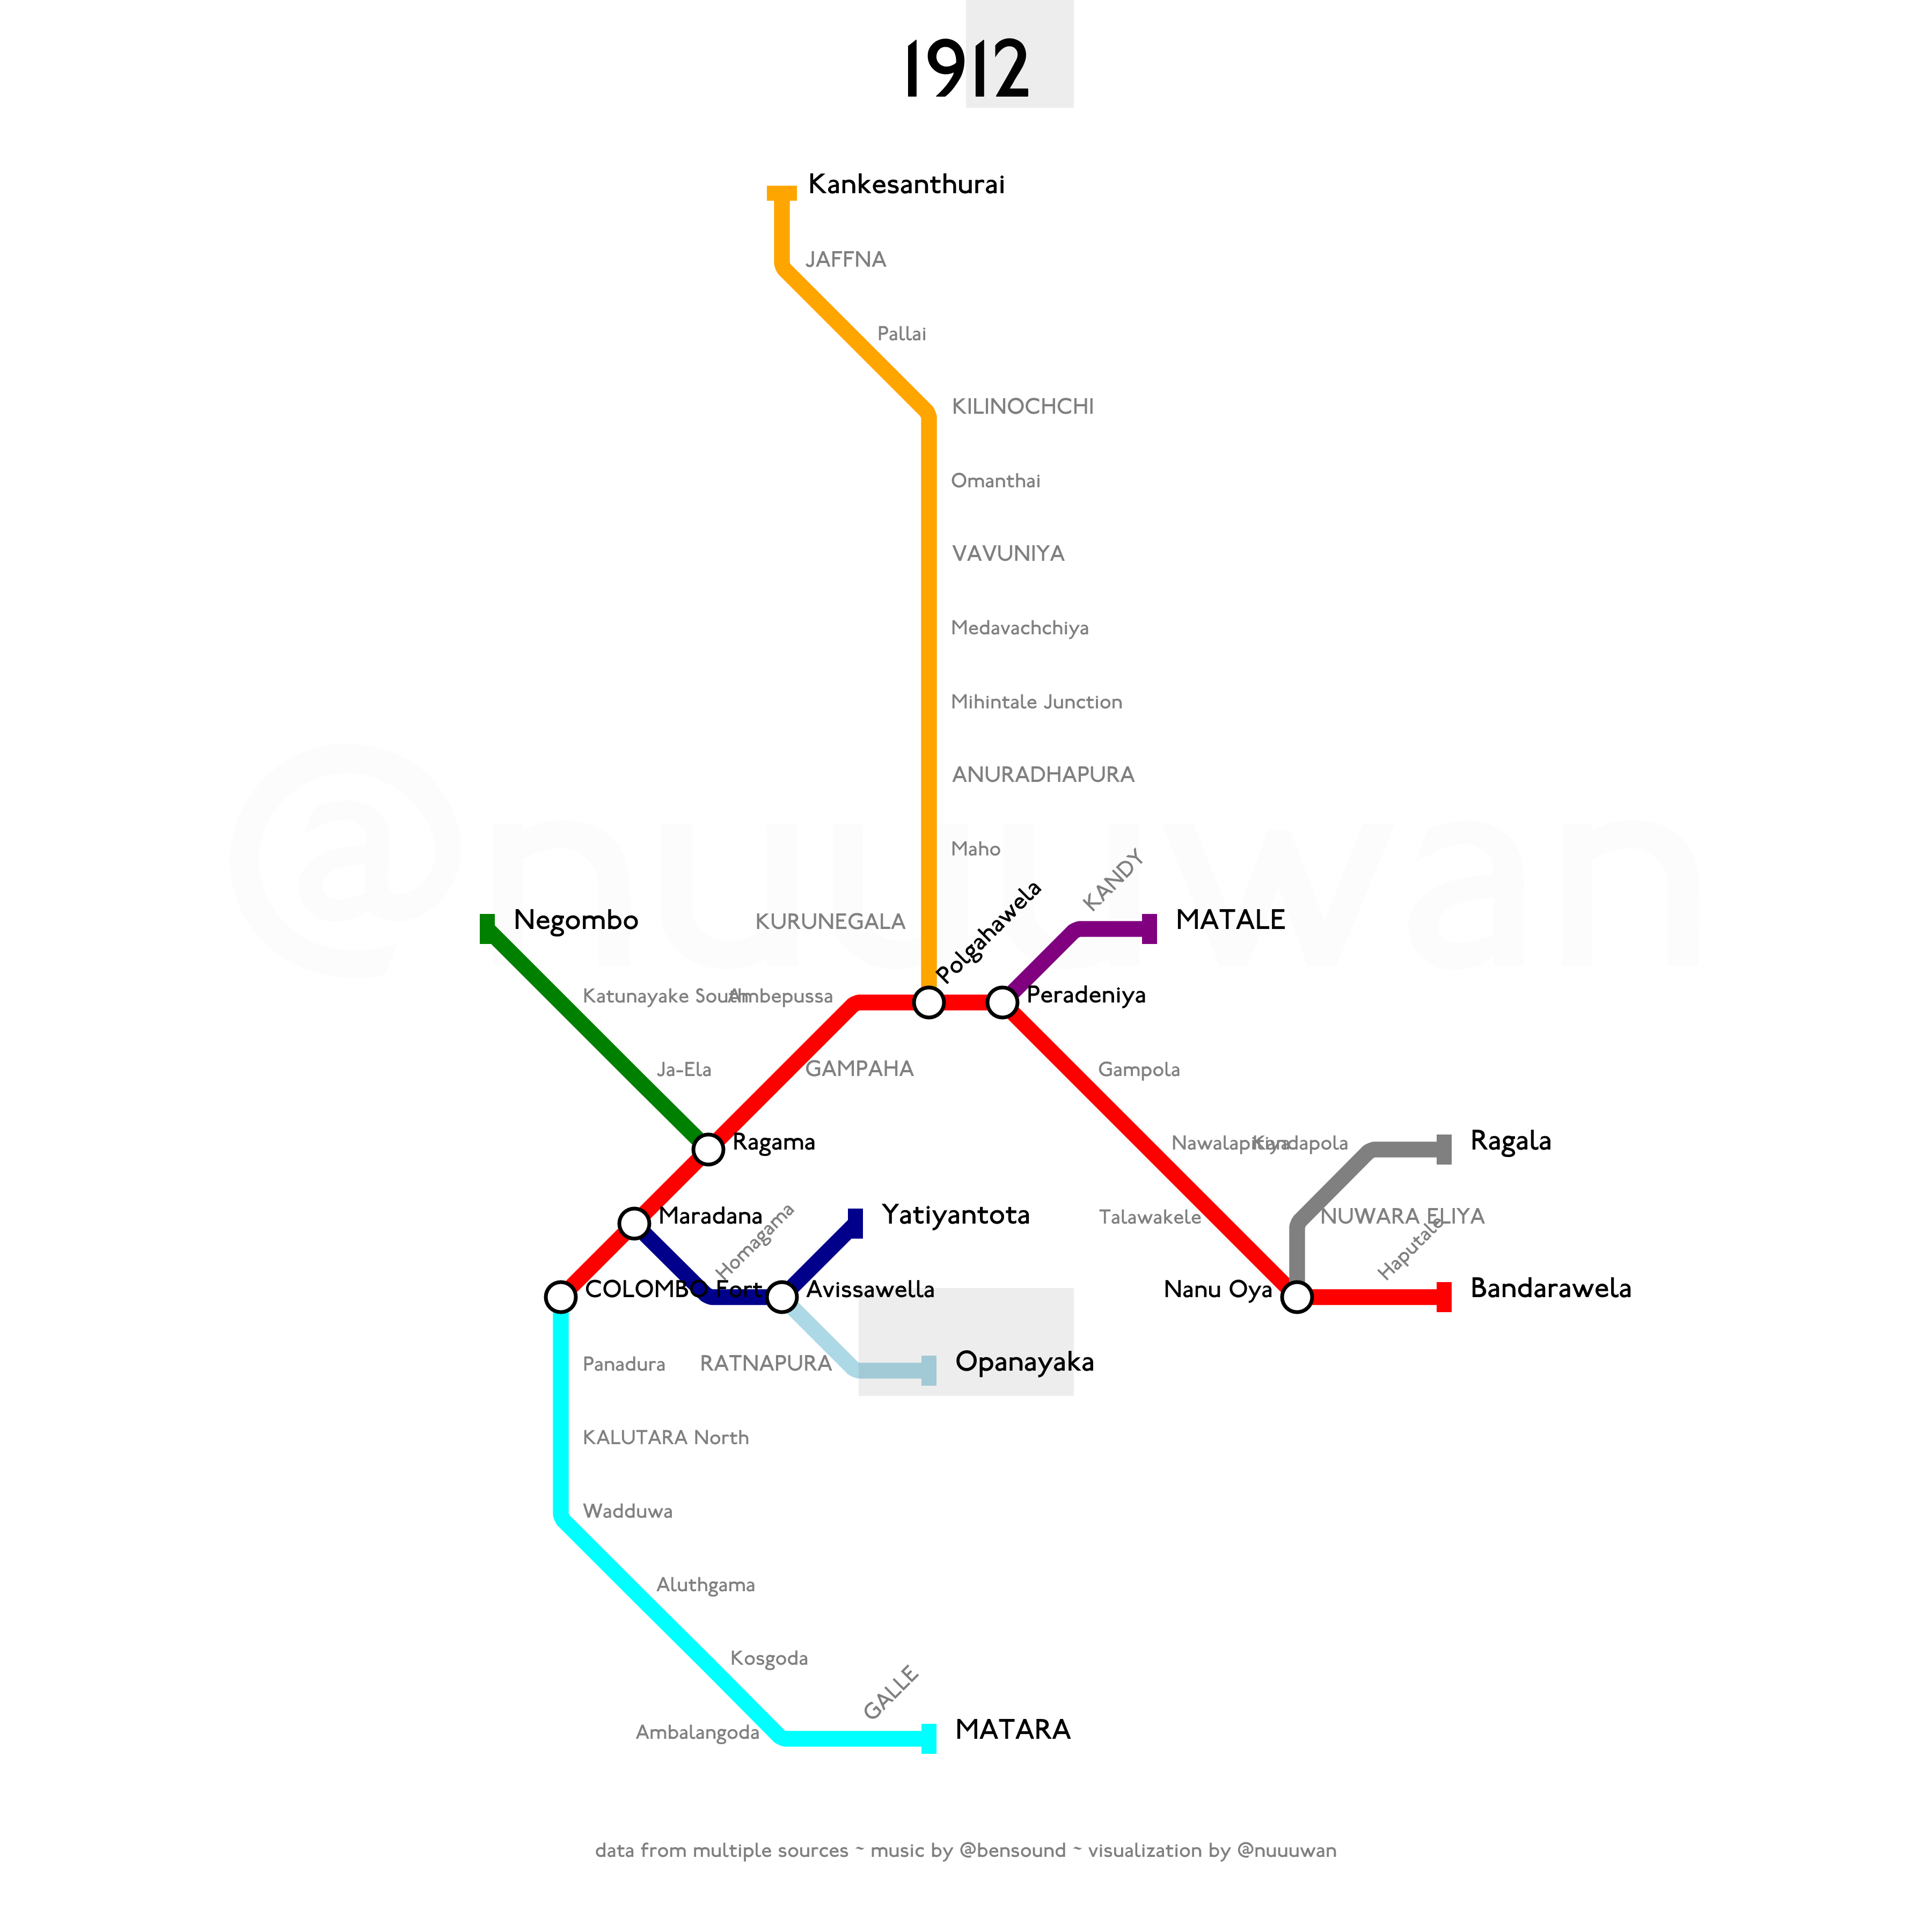 1912
Kankesanthurai
JAFFNA
Pallai
KILINOCHCHI
Omanthai
VAVUNIYA
Medavachchiya
Mihintale Junction
ANURADHAPURA
Maho
KANDY
KURUNEGALA
Polgahawela
Negombo
MATALE
Katunayake South
Ambepussa
Peradeniya
Ja-Ela
GAMPAHA
Gampola
Ragama
Nawalapitiya
Kandapola
Ragala
Maradana
Homagama
Yatiyantota
Talawakele
NUWARA ELIYA
Haputale
COLOMBO Fort
Avissawella
Nanu Oya
Bandarawela
Panadura
RATNAPURA
Opanayaka
KALUTARA North
Wadduwa
Aluthgama
Kosgoda
GALLE
Ambalangoda
MATARA
@nuuuwan
data from multiple sources ~ music by @bensound ~ visualization by @nuuuwan